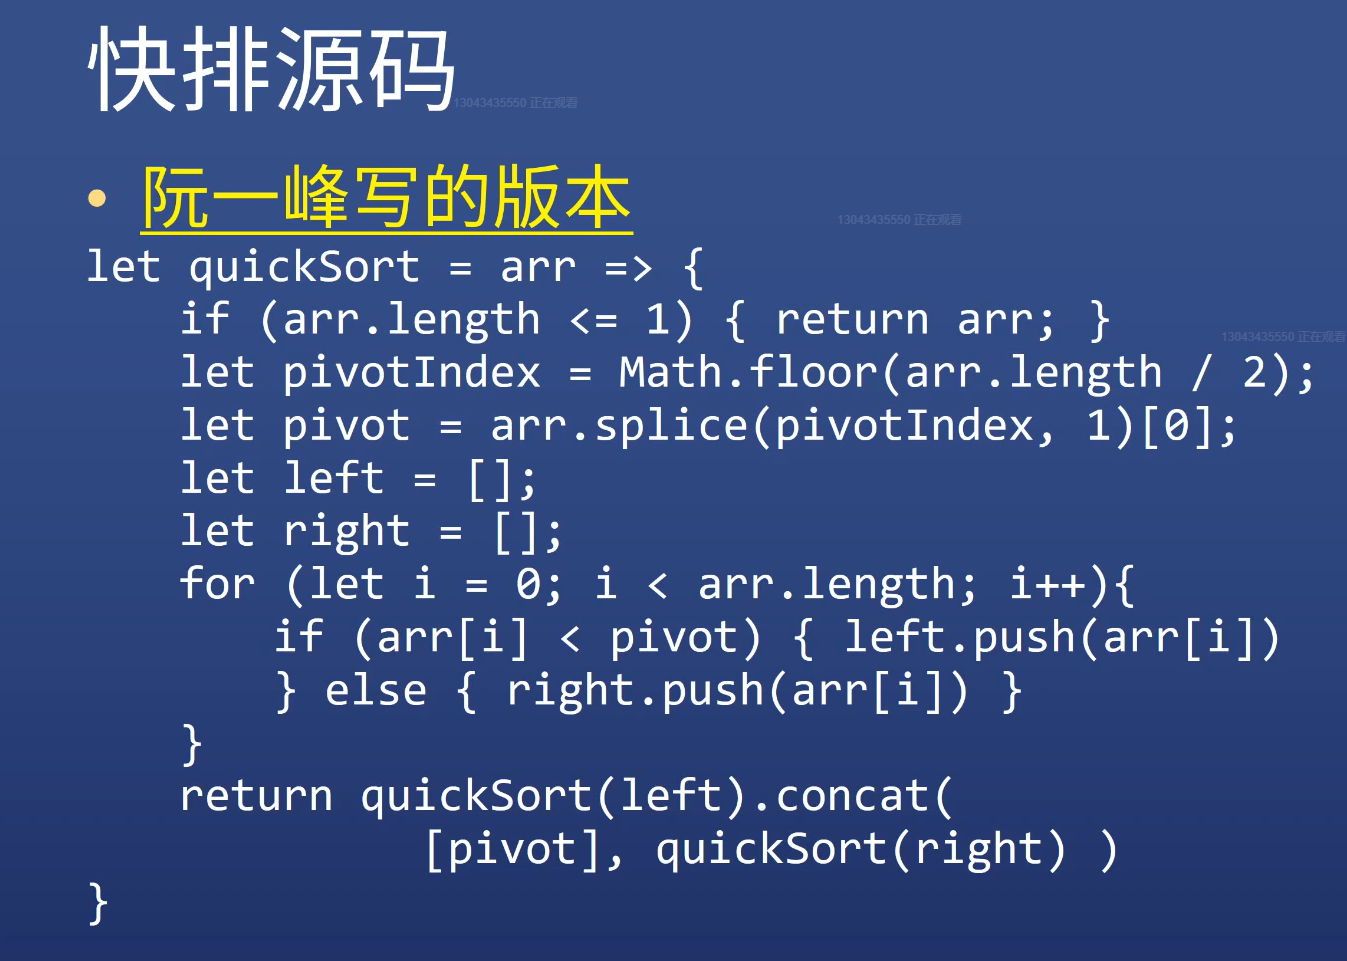 快排源码
13043435550 正在观看
• 阮一峰写的版本
13043435550 正在观看
let quickSort = arr => {
    if (arr.length <= 1) { return arr; }
13043435550 正在观看
    let pivotIndex = Math.floor(arr.length / 2);
    let pivot = arr.splice(pivotIndex, 1)[0];
    let left = [];
    let right = [];
    for (let i = 0; i < arr.length; i++){
        if (arr[i] < pivot) { left.push(arr[i])
        } else { right.push(arr[i]) }
    }
    return quickSort(left).concat(
              [pivot], quickSort(right) )
}